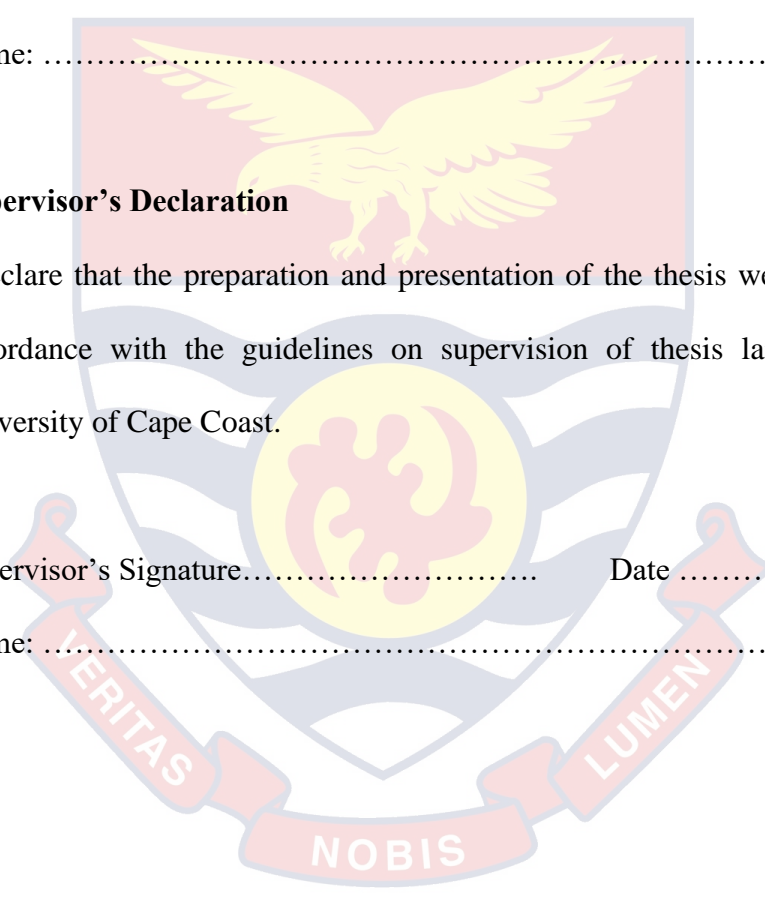 ne: ………………………………………….………………….
pervisor’s Declaration
clare that the preparation and presentation of the thesis we
ordance with the guidelines on supervision of thesis la
versity of Cape Coast.
ervisor’s Signature………………………. Date ………
ne: …………………………………………………………….
VERITAS
NOBIS
LUMEN